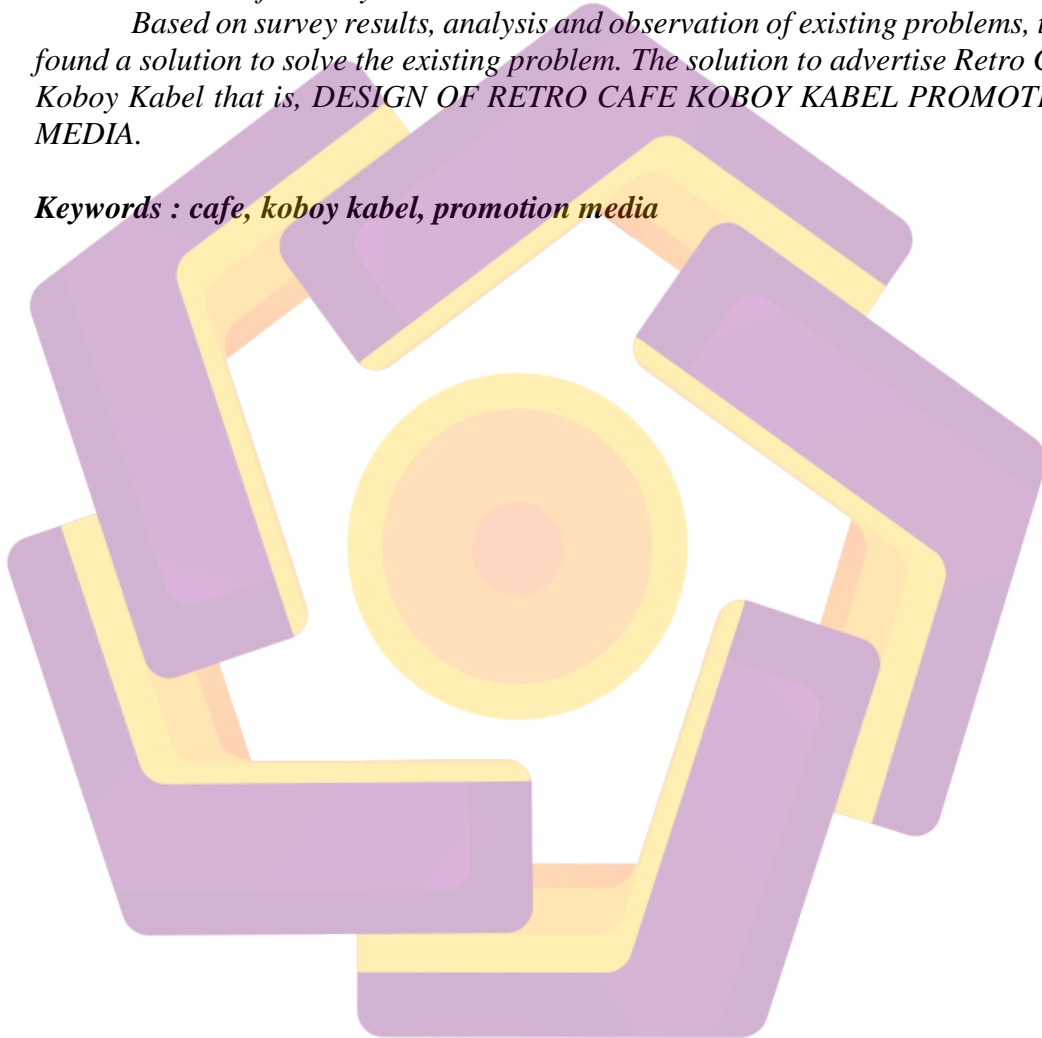 Based on survey results, analysis and observation of existing problems,
found a solution to solve the existing problem. The solution to advertise Retro
Koboy Kabel that is, DESIGN OF RETRO CAFE KOBOY KABEL
MEDIA.
Keywords : cafe, koboy kabel, promotion media